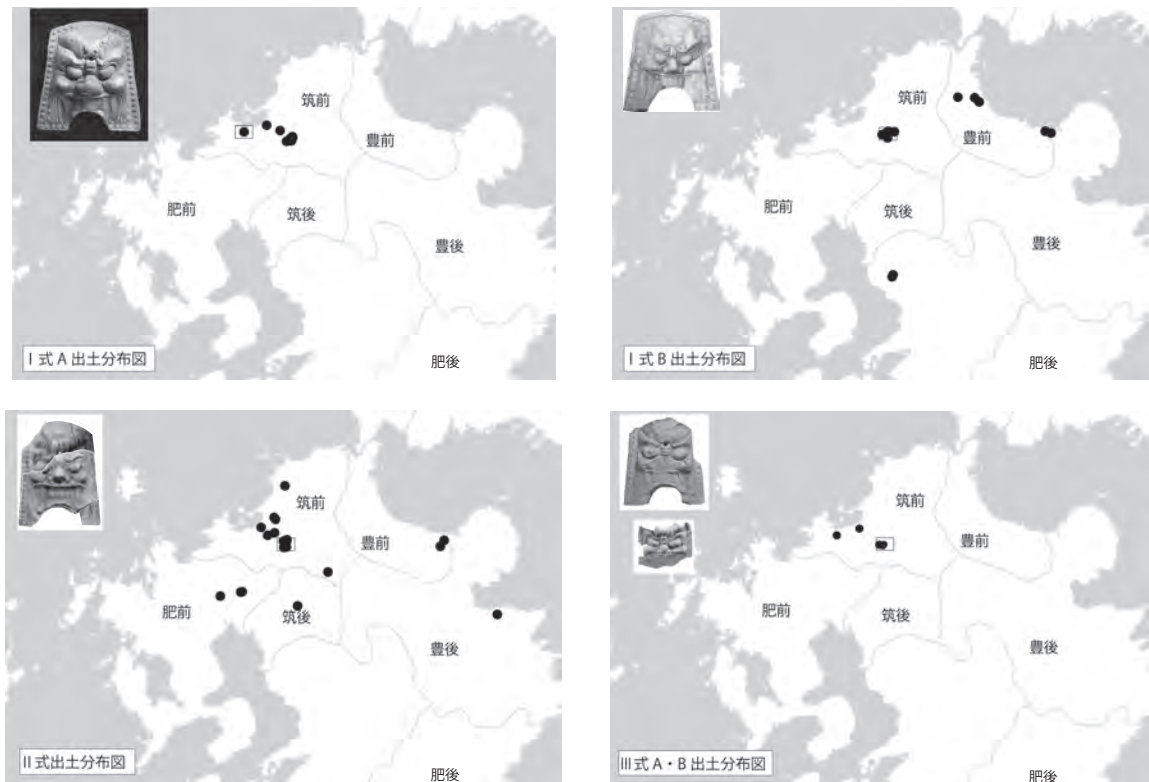 筑前
豊前
肥前
筑後
豊後
肥後
I式A出土分布図
筑前
豊前
肥前
筑後
豊後
肥後
I式B出土分布図
筑前
豊前
肥前
筑後
豊後
肥後
II式出土分布図
筑前
豊前
肥前
筑後
豊後
肥後
III式A・B出土分布図